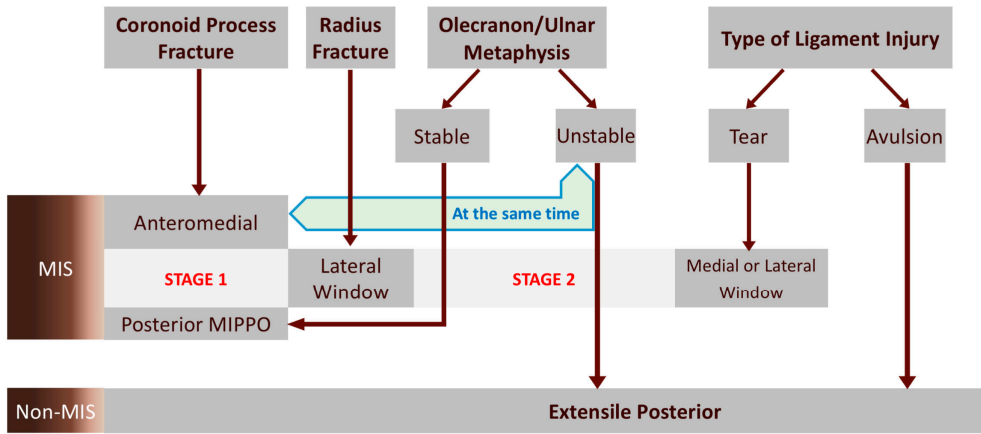 Coronoid Process
Fracture
Radius
Fracture
Olecranon/Ulnar
Metaphysis
Type of Ligament Injury
Stable
Unstable
Tear
Avulsion
At the same time
MIS
Anteromedial
STAGE 1
Lateral
Window
STAGE 2
Medial or Lateral
Window
Posterior MIPPO
Non-MIS
Extensile Posterior